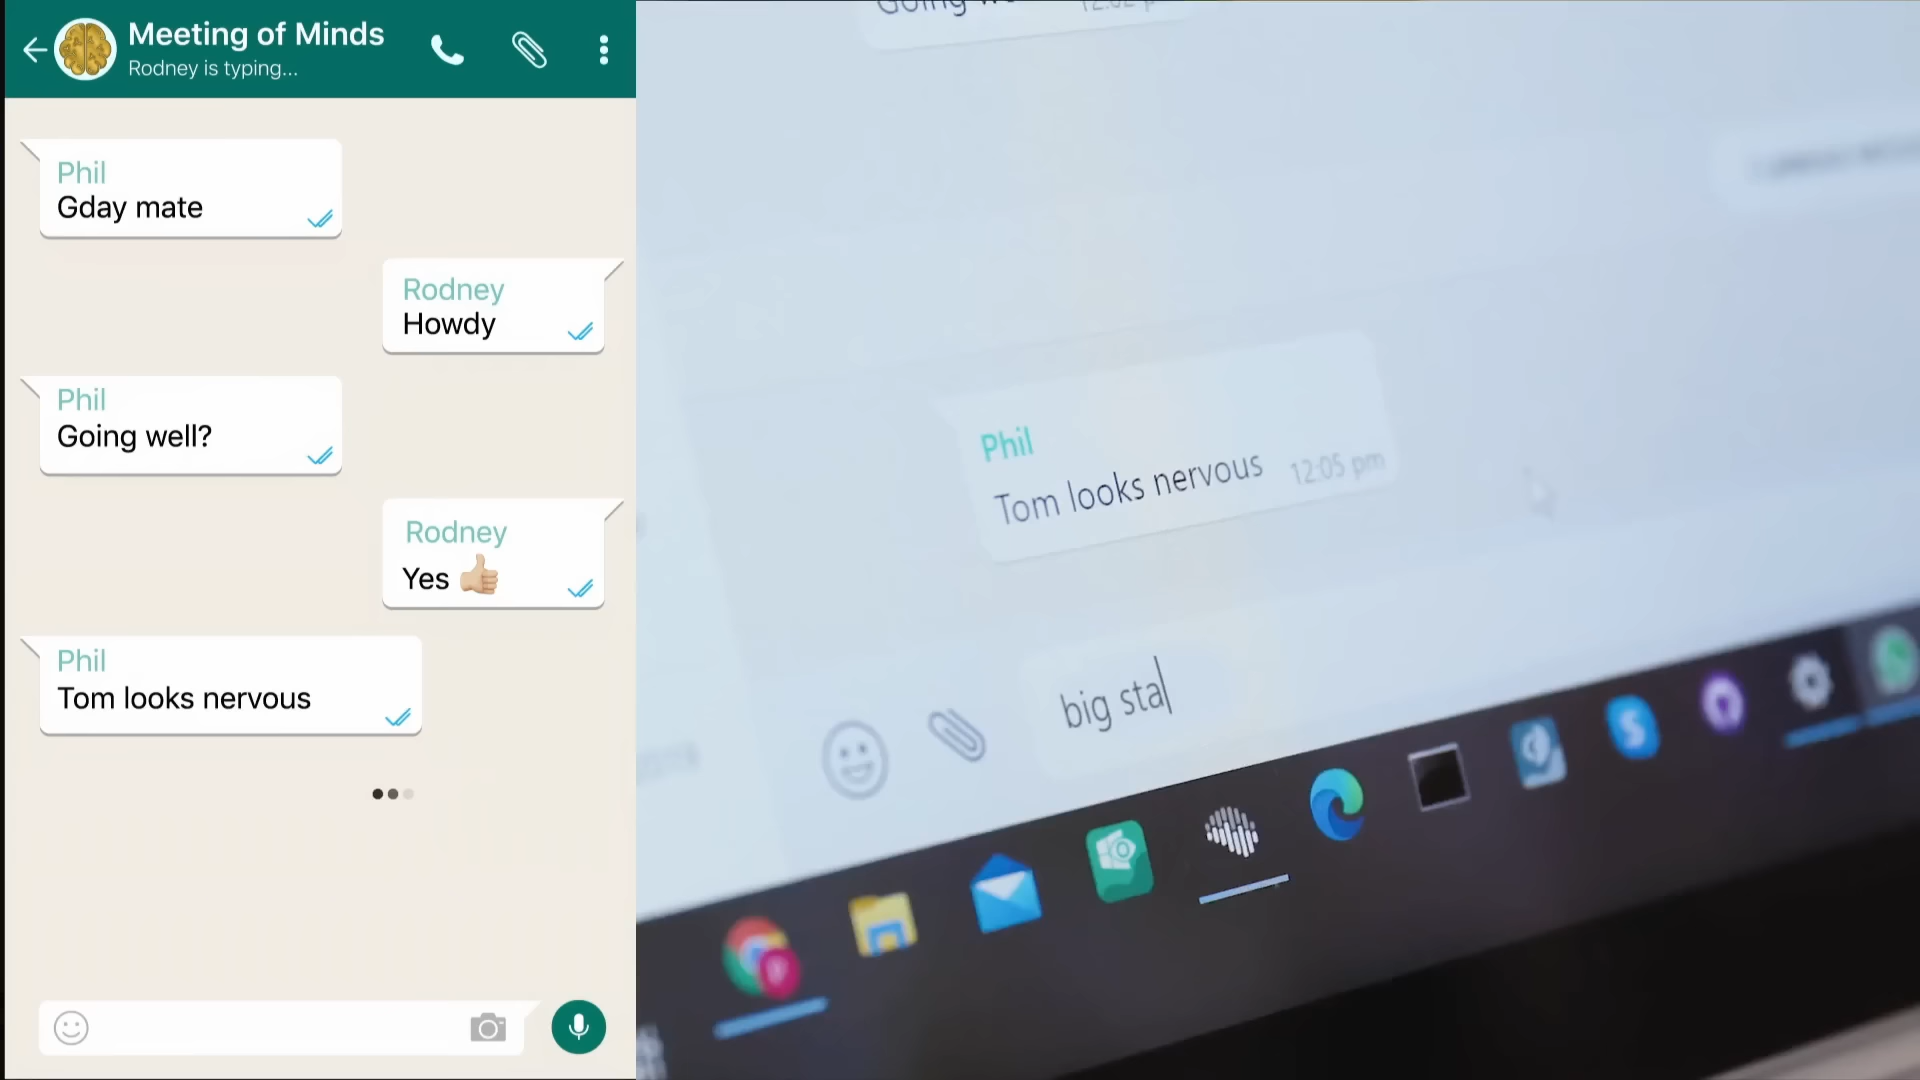 Meeting of Minds
Rodney is typing...
Phil
Gday mate
Rodney
Howdy
Phil
Going well?
Rodney
Yes
Phil
Tom looks nervous
Going
Phil
Tom looks nervous 12:05 pm
big sta